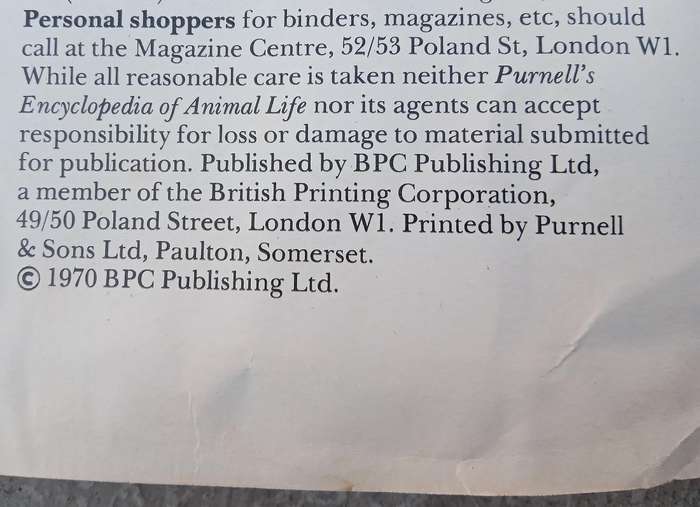 Personal shoppers for binders, magazines, etc, should
call at the Magazine Centre, 52/53 Poland St, London W1.
While all reasonable care is taken neither Purnell's
Encyclopedia of Animal Life nor its agents can accept
responsibility for loss or damage to material submitted
for publication. Published by BPC Publishing Ltd,
a member of the British Printing Corporation,
49/50 Poland Street, London W1. Printed by Purnell
& Sons Ltd, Paulton, Somerset.
© 1970 BPC Publishing Ltd.